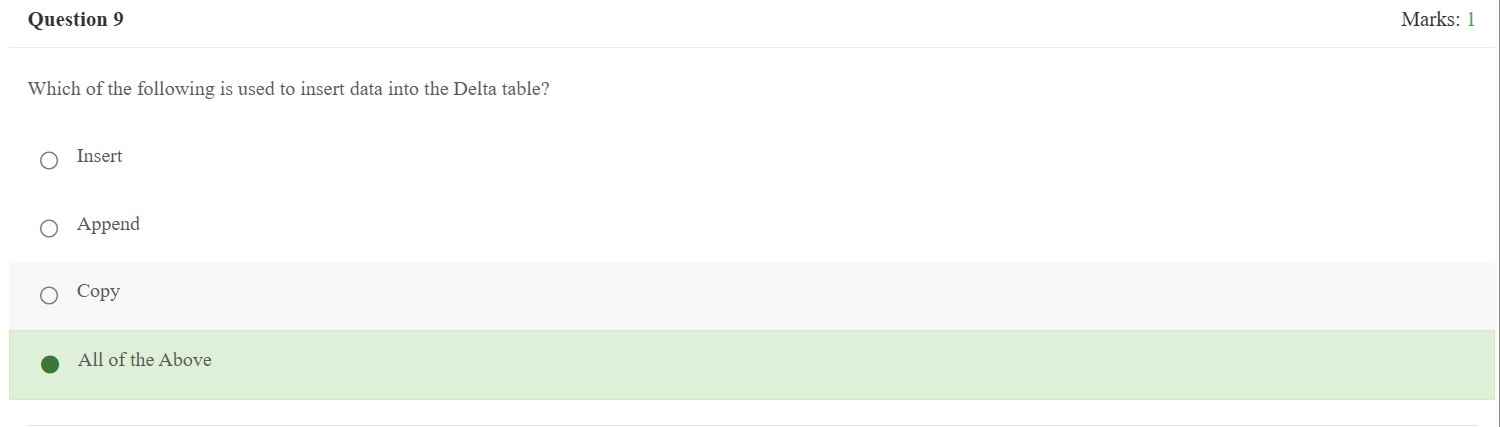 Question 9
Marks: 1
Which of the following is used to insert data into the Delta table?
Insert
Append
Copy
All of the Above